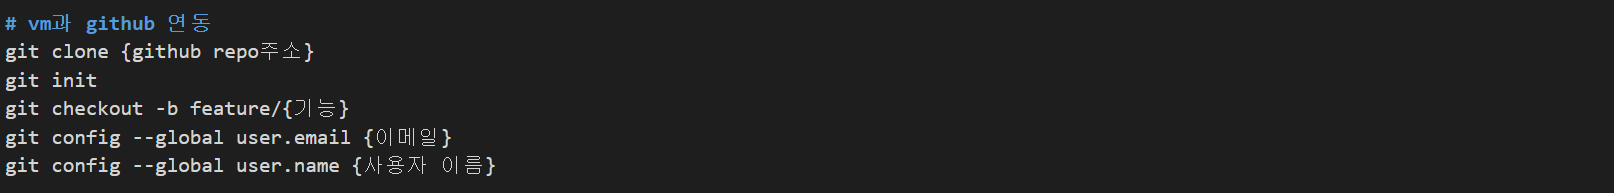 # vm과 github 연동
git clone {github repo주소}
git init
git checkout -b feature/{기능}
git config --global user.email {이메일}
git config --global user.name {사용자 이름}